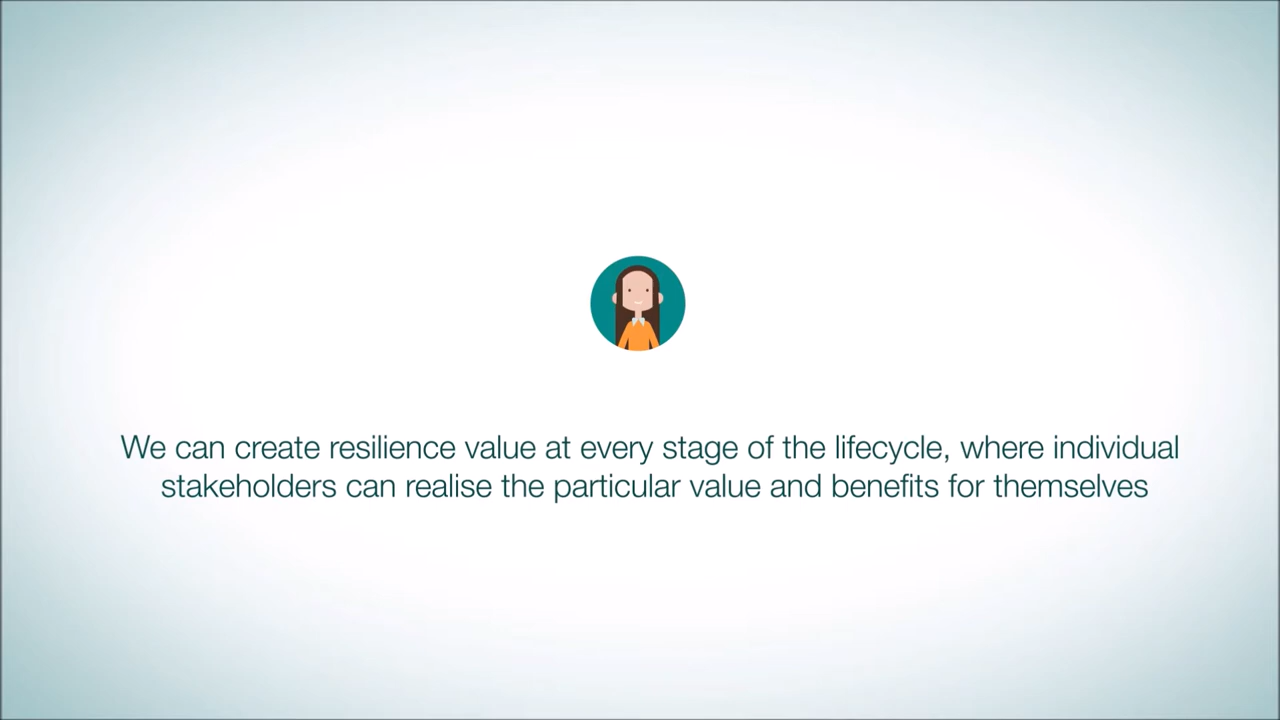 We can create resilience value at every stage of the lifecycle, where individual
stakeholders can realise the particular value and benefits for themselves